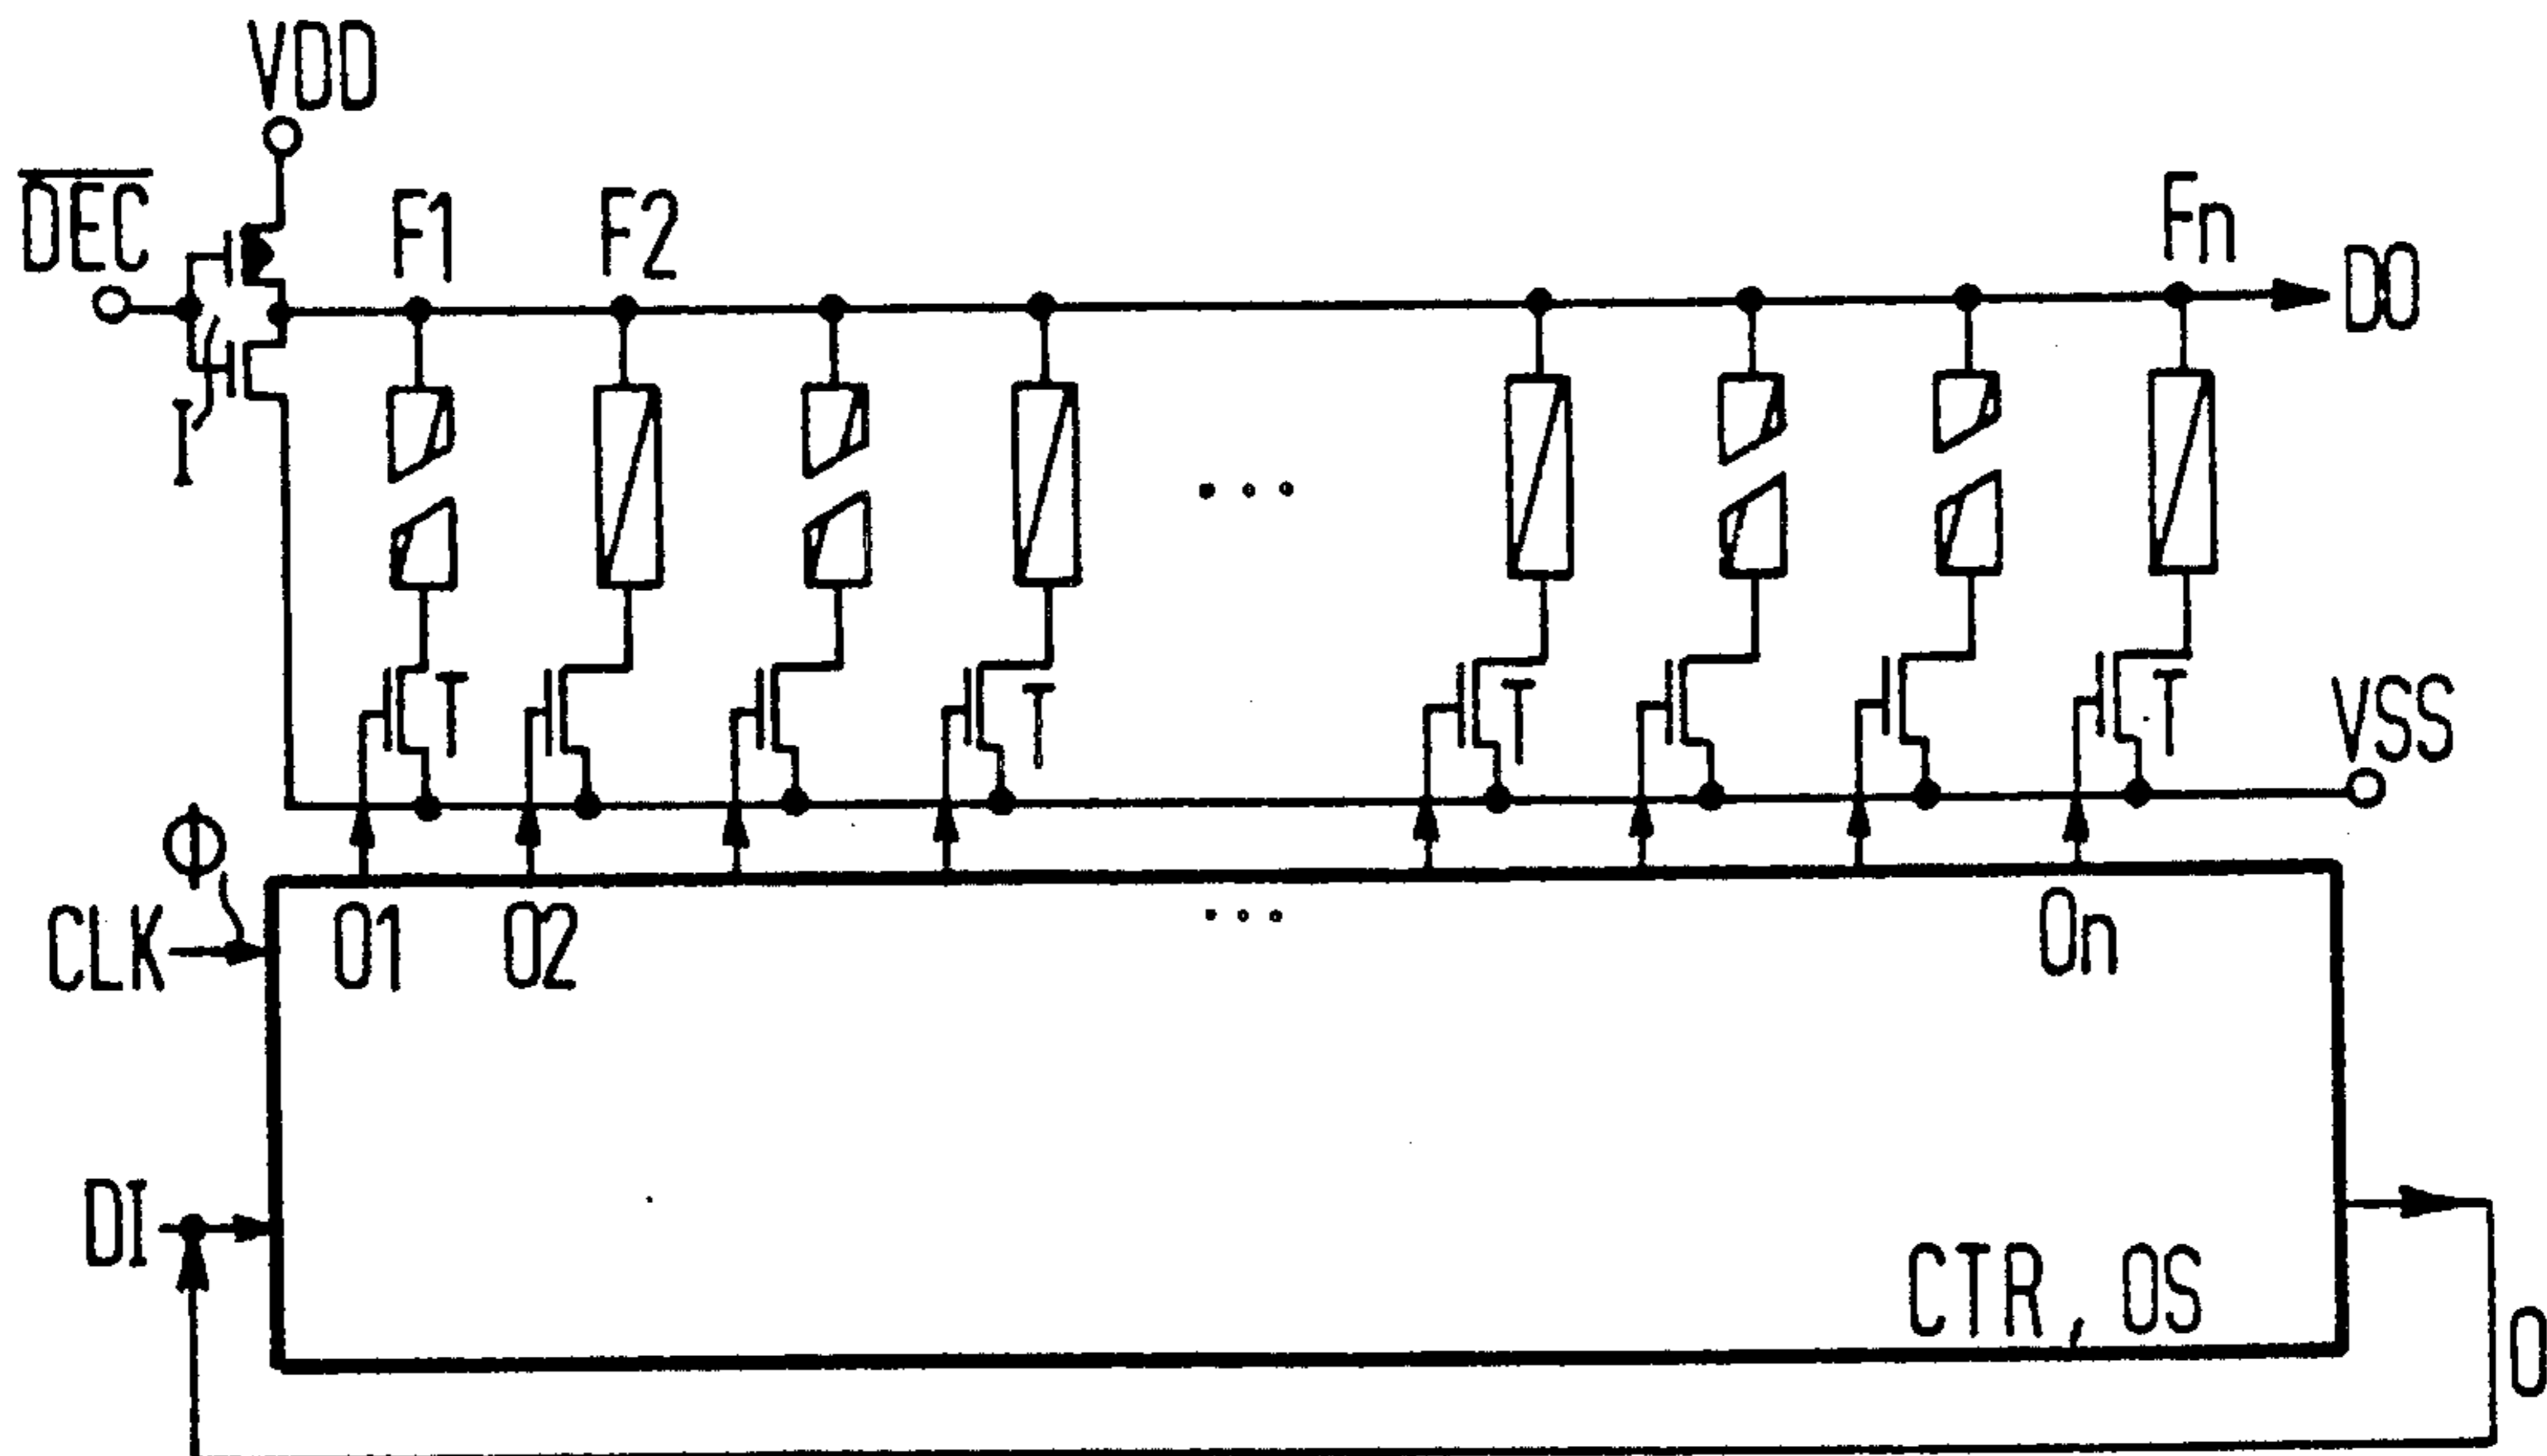 VDD
DEC
F1
F2
Fn
DO
I
T
T
T
T
VSS
Φ
CLK
O1
O2
...
On
DI
CTR, OS
O